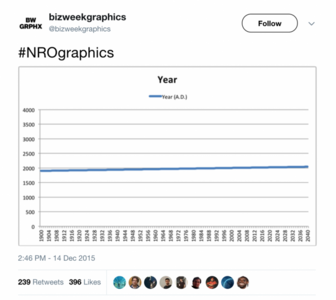 BW
GRPHX
bizweekgraphics
@bizweekgraphics
Follow
#NROgraphics
Year
Year (A.D.)
4000
3500
3000
2500
2000
1500
1000
500
0
1900 1904 1908 1912 1916 1920 1924 1928 1932 1936 1940 1944 1948 1952 1956 1960 1964 1968 1972 1976 1980 1984 1988 1992 1996 2000 2004 2008 2012 2016 2020 2024 2028 2032 2036 2040
2:46 PM - 14 Dec 2015
239 Retweets 396 Likes